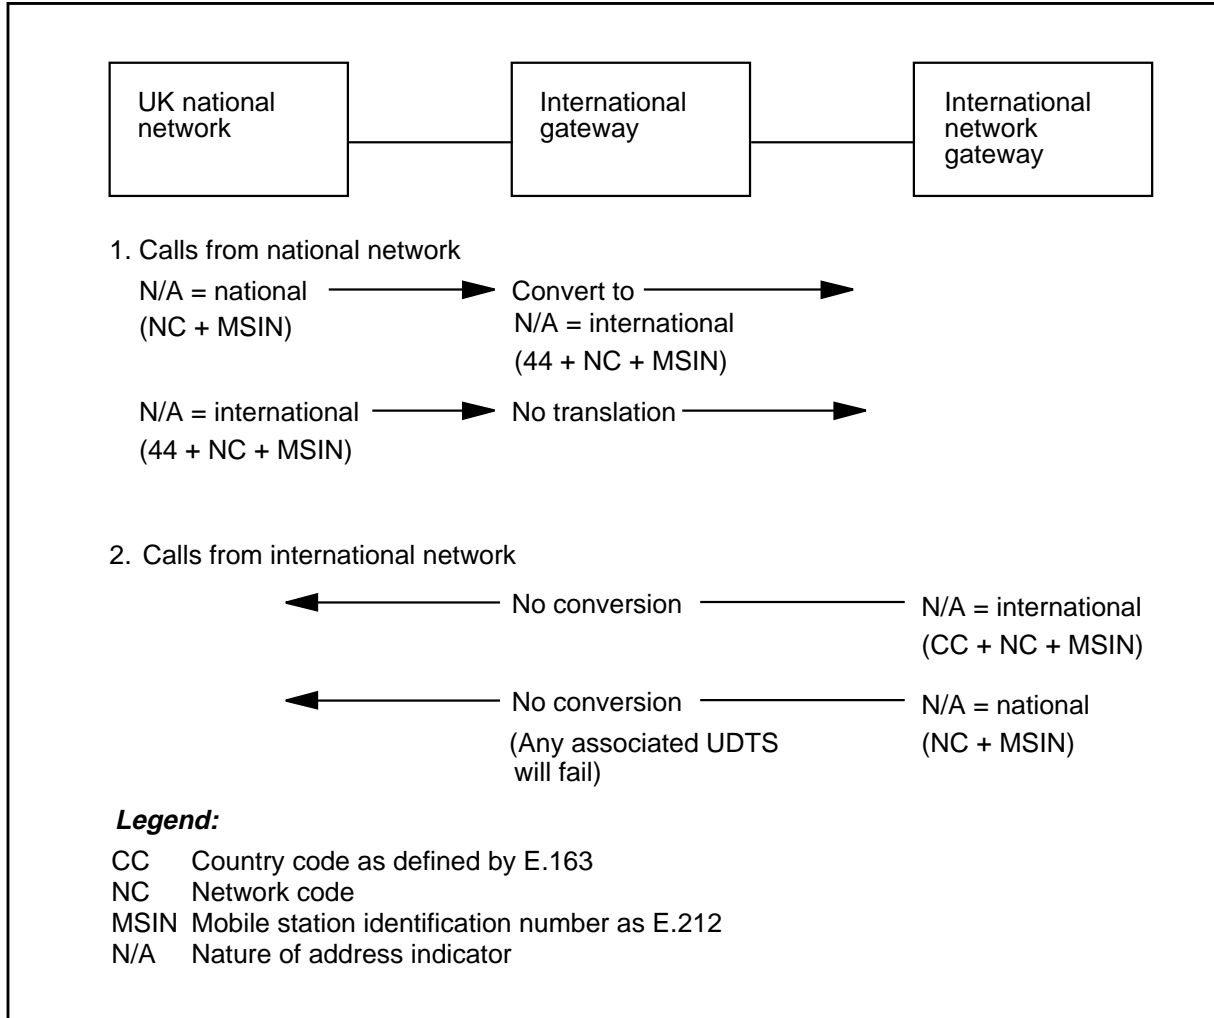 UK national
network
International
gateway
International
network
gateway
1. Calls from national network
N/A = national
(NC + MSIN)
Convert to
N/A = international
(44 + NC + MSIN)
N/A = international
(44 + NC + MSIN)
No translation
2. Calls from international network
No conversion
N/A = international
(CC + NC + MSIN)
No conversion
(Any associated UDTS
will fail)
N/A = national
(NC + MSIN)
Legend:
CC Country code as defined by E.163
NC Network code
MSIN Mobile station identification number as E.212
N/A Nature of address indicator